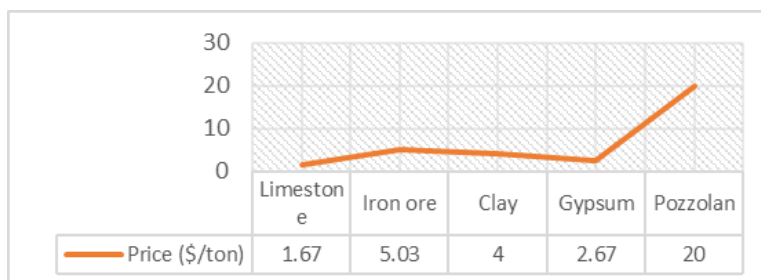 30
20
10
0
Limeston
e
Iron ore
Clay
Gypsum
Pozzolan
Price ($/ton) 1.67 5.03 4 2.67 20